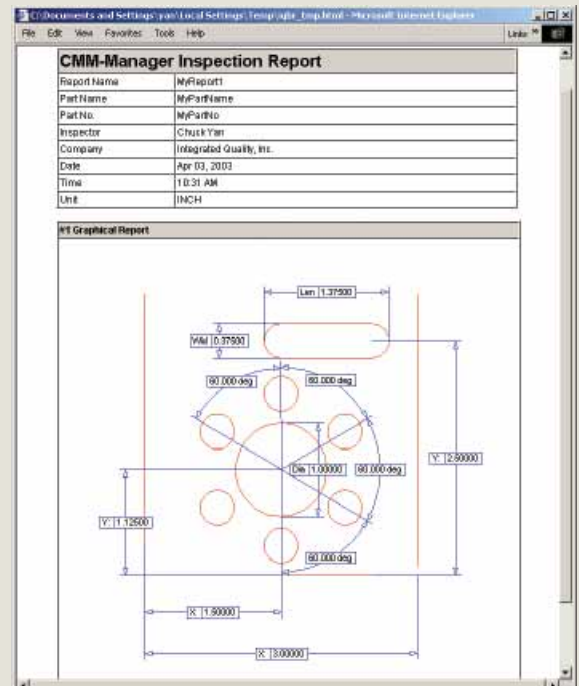 C:\Documents and Settings\yan\Local Settings\Temp\qbr_tmp.html - Microsoft Internet Explorer
File Edit View Favorites Tools Help Links »
CMM-Manager Inspection Report
Report Name MyReport1
Part Name MyPartName
Part No. MyPartNo
Inspector Chuck Yan
Company Integrated Quality, Inc.
Date Apr 03, 2003
Time 10:31 AM
Unit INCH
#1 Graphical Report
Len 1.37500
Wid 0.37500
60.000 deg 60.000 deg
Y: 2.60000
Dia 1.00000 60.000 deg
Y: 1.12500
60.000 deg
X: 1.50000
X: 3.00000